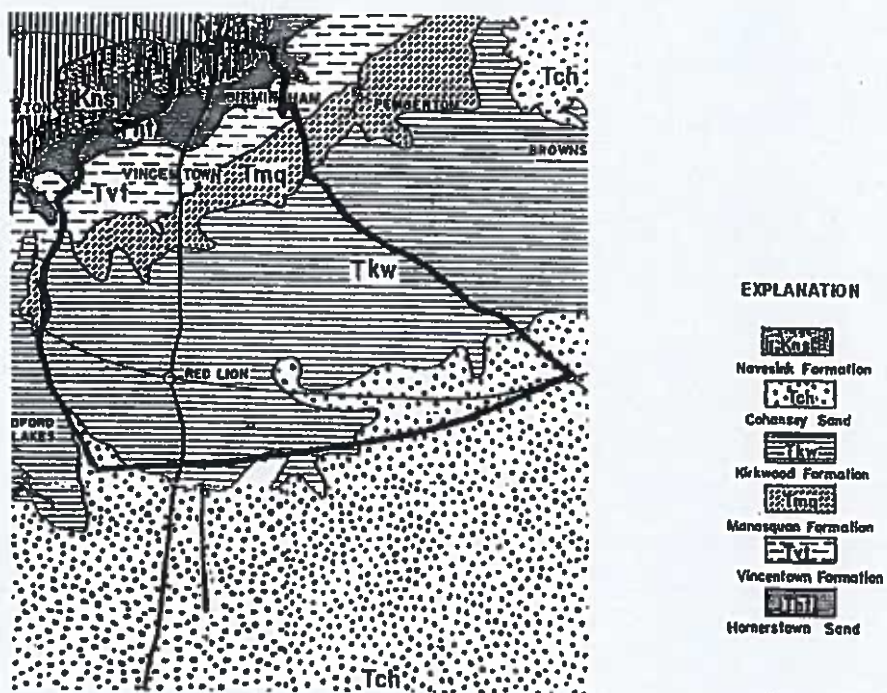 Tch
Kns
BIRMINGHAM
PEMBERTON
BROWNS
VINCENTOWN
Tmq
Tvt
Tkw
RED LION
DFORD
LAKES
Tch
EXPLANATION
Kns
Navesink Formation
Tch
Cohansey Sand
Tkw
Kirkwood Formation
Tmq
Manasquan Formation
Tvt
Vincentown Formation
Tht
Hornerstown Sand